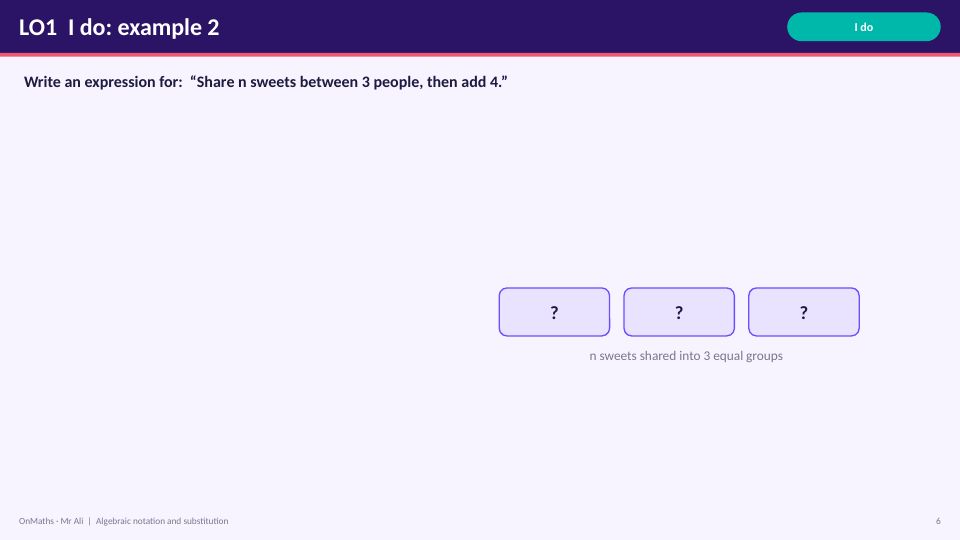 LO1  I do: example 2
I do
Write an expression for:  “Share n sweets between 3 people, then add 4.”
?
?
?
n sweets shared into 3 equal groups
OnMaths - Mr Ali  |  Algebraic notation and substitution
6